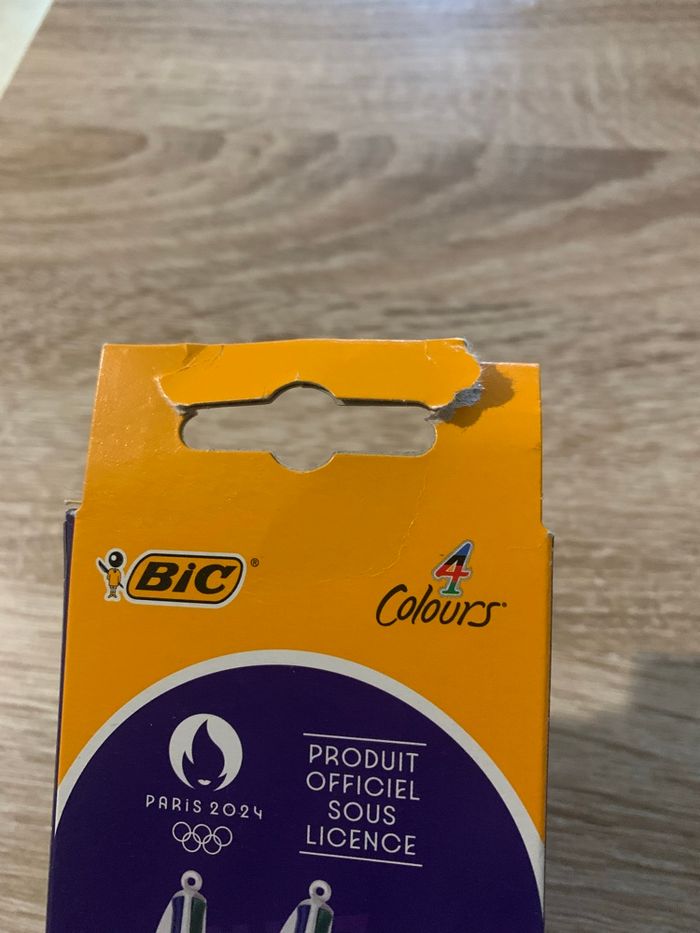 BiC®
4
Colours
PARIS 2024
PRODUIT
OFFICIEL
SOUS
LICENCE